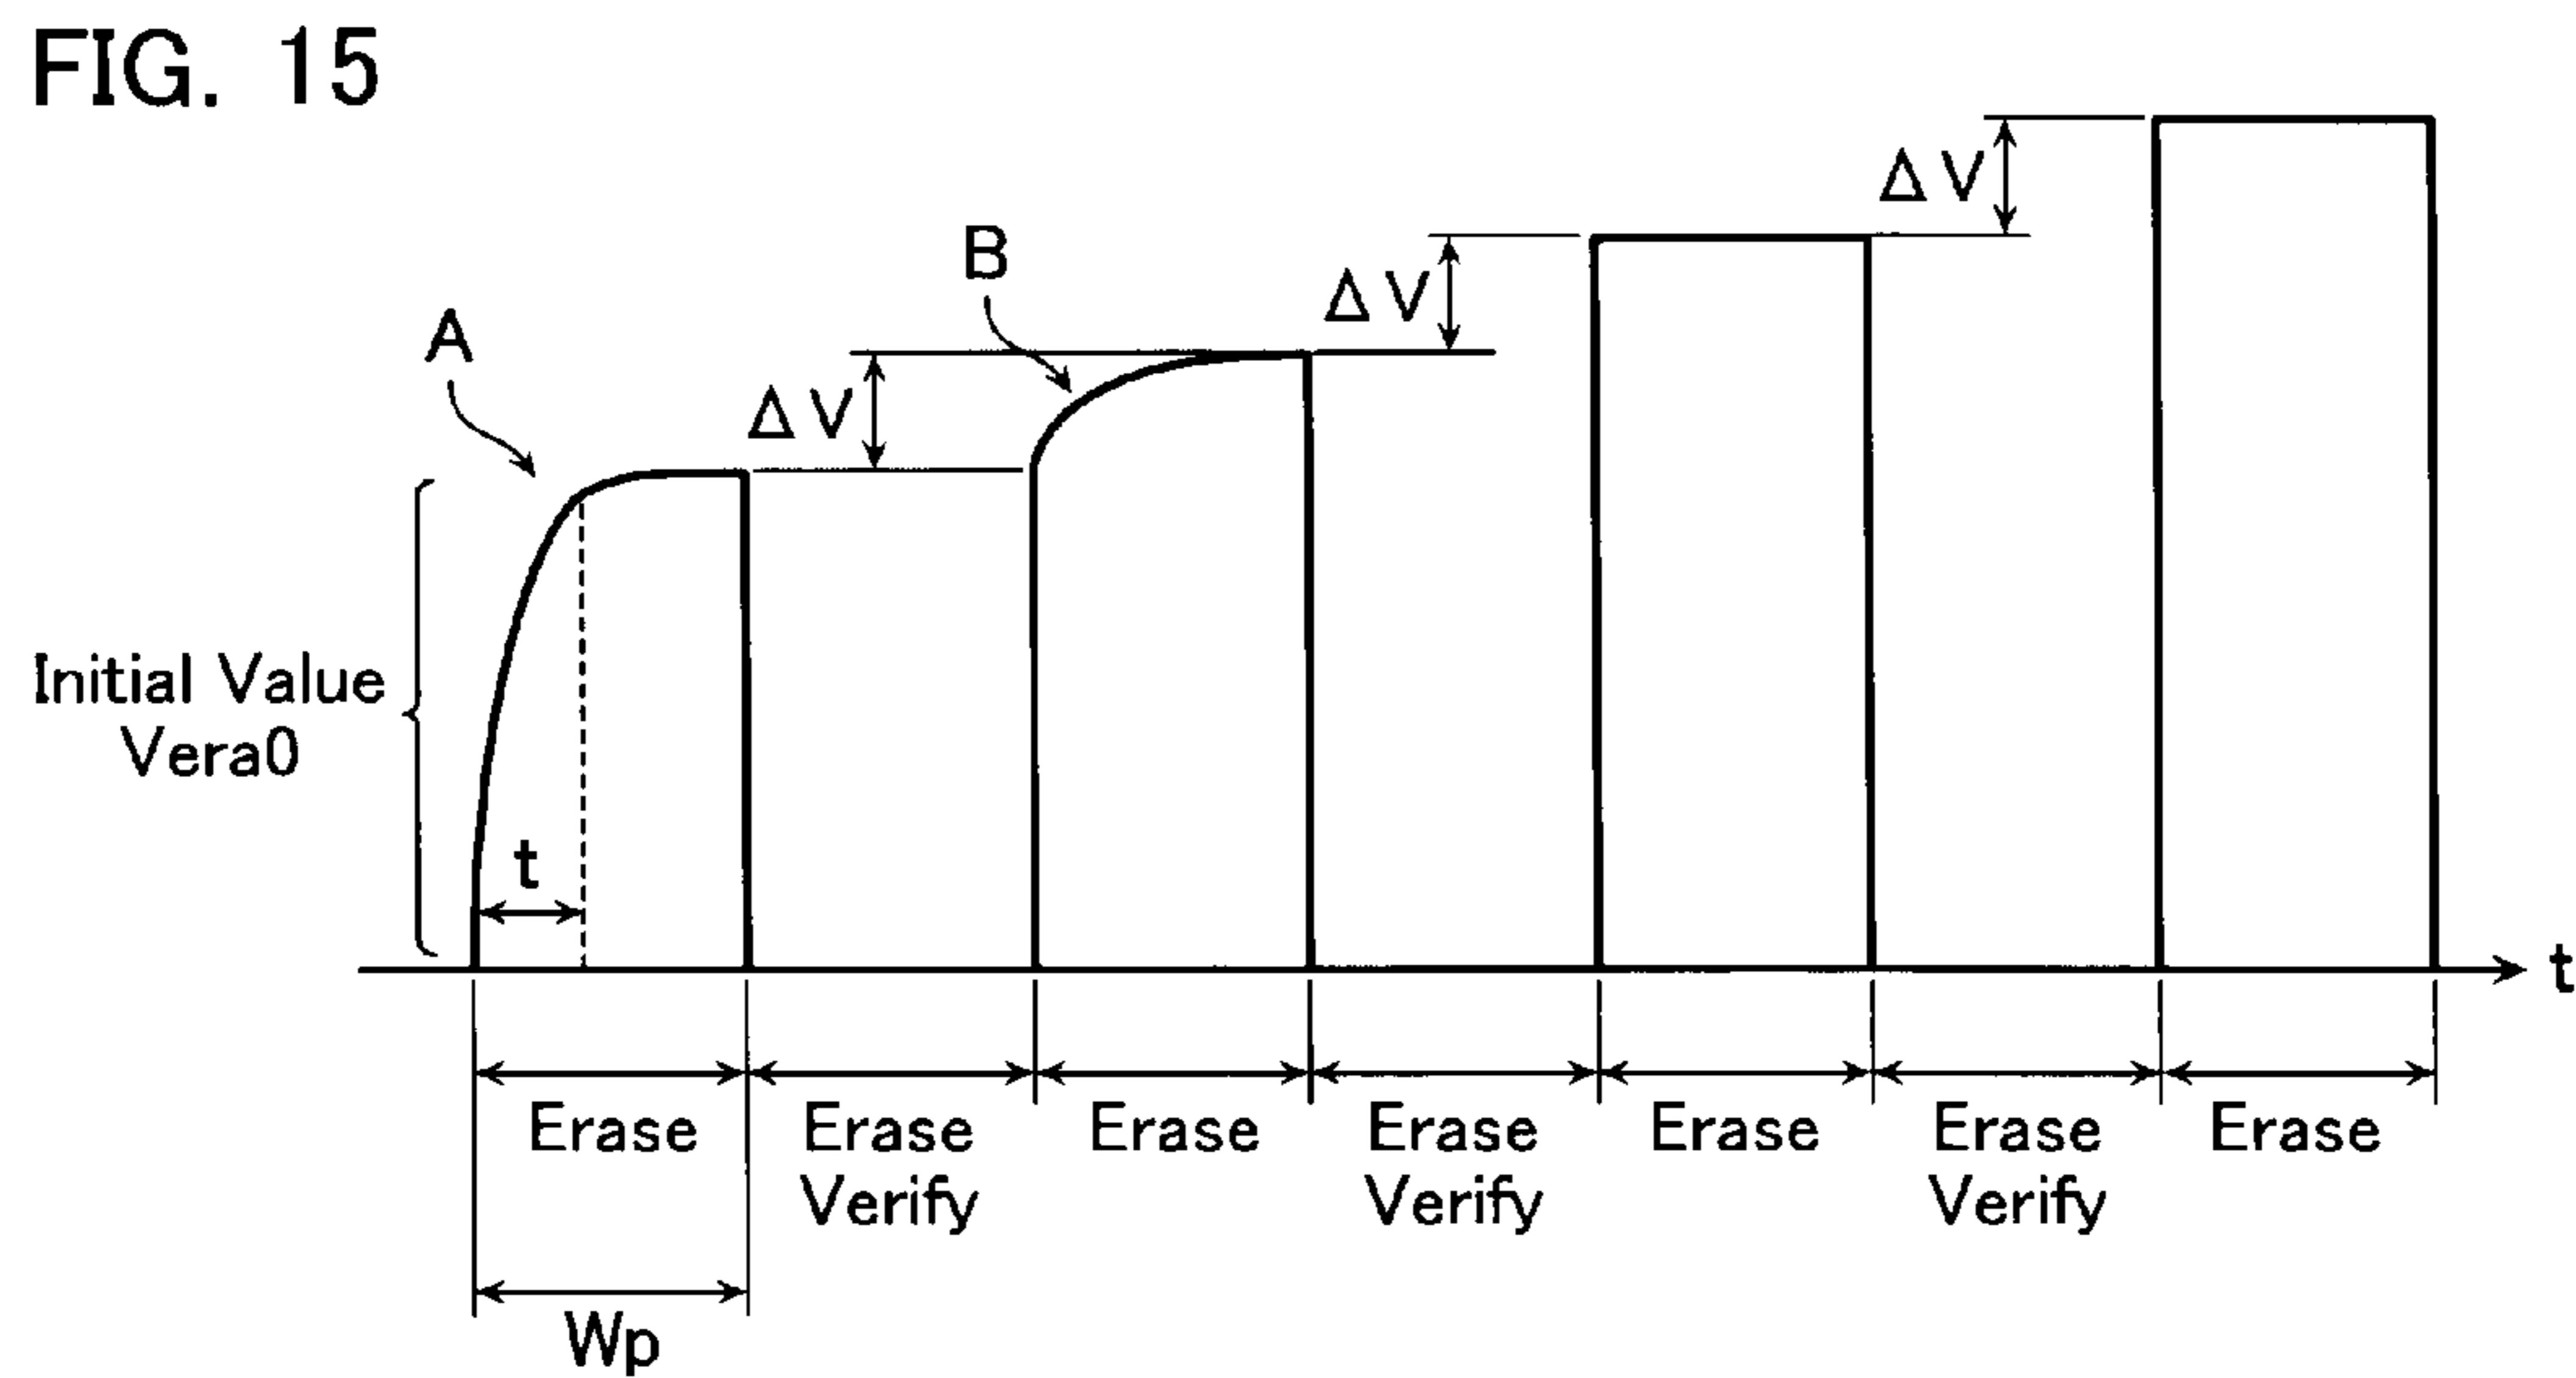 FIG. 15
ΔV
B
ΔV
A
ΔV
Initial Value
Vera0
t
t
Erase
Erase
Verify
Erase
Erase
Verify
Erase
Erase
Verify
Erase
Wp